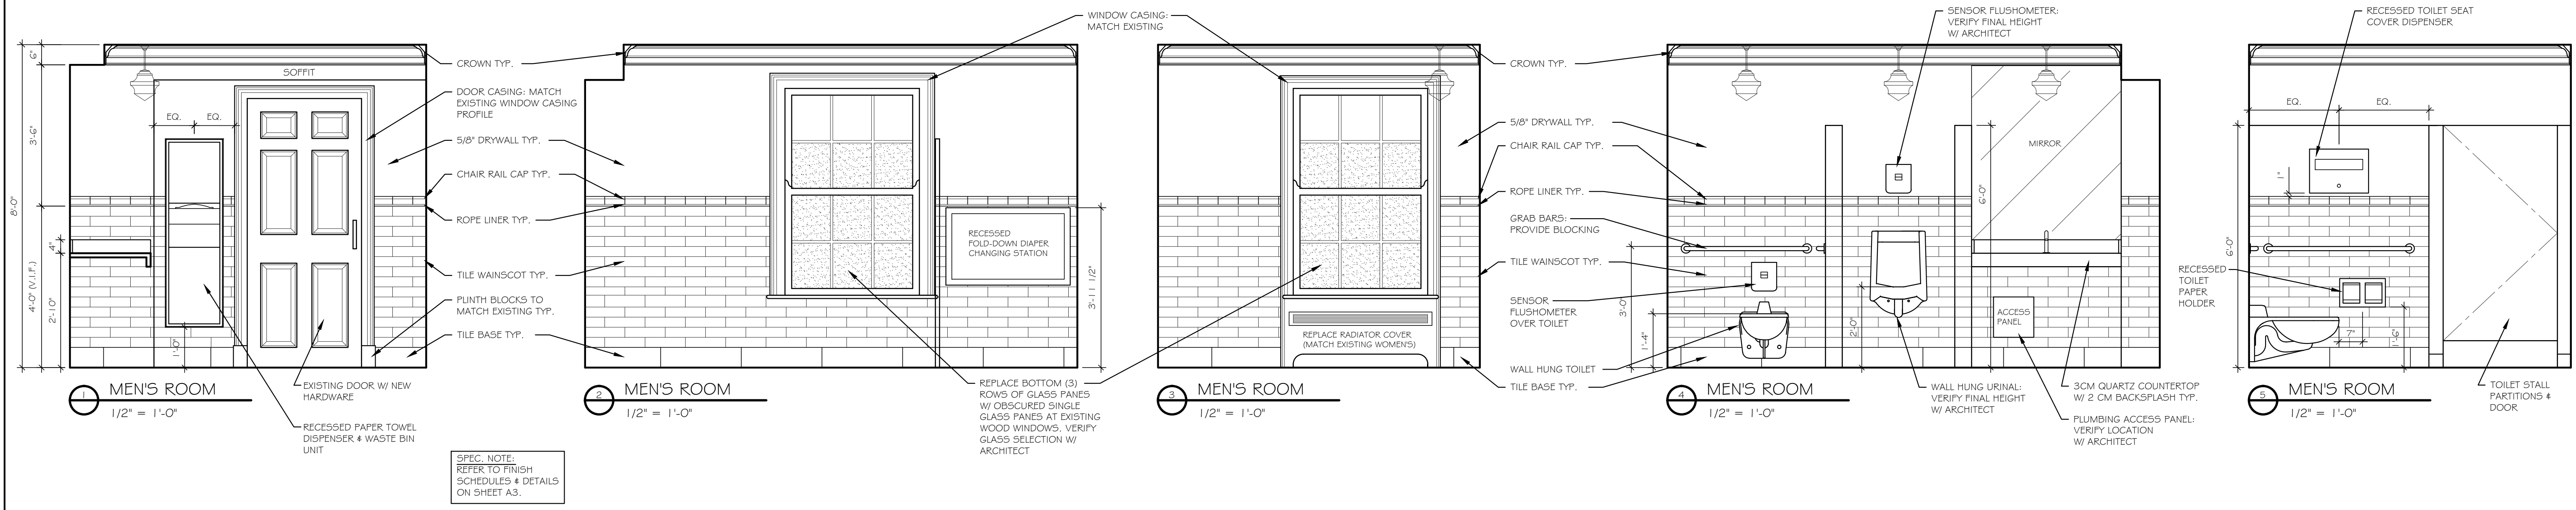 8'-0"
6"
3'-6"
4'-0" (V.I.F.)
4"
2'-10"
SOFFIT
EQ.
EQ.
1'-0"
CROWN TYP.
DOOR CASING: MATCH
EXISTING WINDOW CASING
PROFILE
5/8" DRYWALL TYP.
CHAIR RAIL CAP TYP.
ROPE LINER TYP.
TILE WAINSCOT TYP.
PLINTH BLOCKS TO
MATCH EXISTING TYP.
TILE BASE TYP.
EXISTING DOOR W/ NEW
HARDWARE
RECESSED PAPER TOWEL
DISPENSER & WASTE BIN
UNIT
1
MEN'S ROOM
1/2" = 1'-0"
SPEC. NOTE:
REFER TO FINISH
SCHEDULES & DETAILS
ON SHEET A3.
WINDOW CASING:
MATCH EXISTING
RECESSED
FOLD-DOWN DIAPER
CHANGING STATION
3'-11 1/2"
2
MEN'S ROOM
1/2" = 1'-0"
REPLACE BOTTOM (3)
ROWS OF GLASS PANES
W/ OBSCURED SINGLE
GLASS PANES AT EXISTING
WOOD WINDOWS. VERIFY
GLASS SELECTION W/
ARCHITECT
REPLACE RADIATOR COVER
(MATCH EXISTING WOMEN'S)
3
MEN'S ROOM
1/2" = 1'-0"
CROWN TYP.
5/8" DRYWALL TYP.
CHAIR RAIL CAP TYP.
ROPE LINER TYP.
GRAB BARS:
PROVIDE BLOCKING
TILE WAINSCOT TYP.
SENSOR
FLUSHOMETER
OVER TOILET
WALL HUNG TOILET
TILE BASE TYP.
SENSOR FLUSHOMETER:
VERIFY FINAL HEIGHT
W/ ARCHITECT
MIRROR
6'-0"
3'-0"
1'-4"
2'-0"
ACCESS
PANEL
4
MEN'S ROOM
1/2" = 1'-0"
WALL HUNG URINAL:
VERIFY FINAL HEIGHT
W/ ARCHITECT
3CM QUARTZ COUNTERTOP
W/ 2 CM BACKSPLASH TYP.
PLUMBING ACCESS PANEL:
VERIFY LOCATION
W/ ARCHITECT
RECESSED TOILET SEAT
COVER DISPENSER
EQ.
EQ.
1"
6'-0"
RECESSED
TOILET
PAPER
HOLDER
7"
1'-6"
5
MEN'S ROOM
1/2" = 1'-0"
TOILET STALL
PARTITIONS &
DOOR